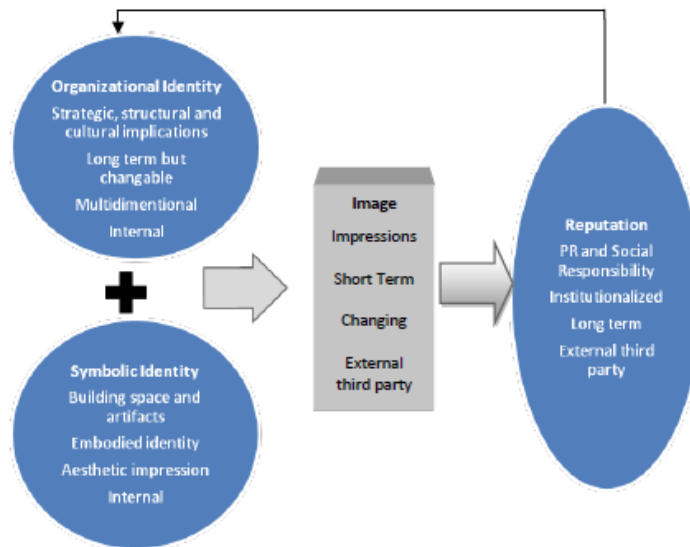 Organizational Identity
Strategic, structural and
cultural implications
Long term but
changable
Multidimentional
Internal
Symbolic Identity
Building space and
artifacts
Embodied identity
Aesthetic impression
Internal
Image
Impressions
Short Term
Changing
External
third party
Reputation
PR and Social
Responsibility
Institutionalized
Long term
External third
party